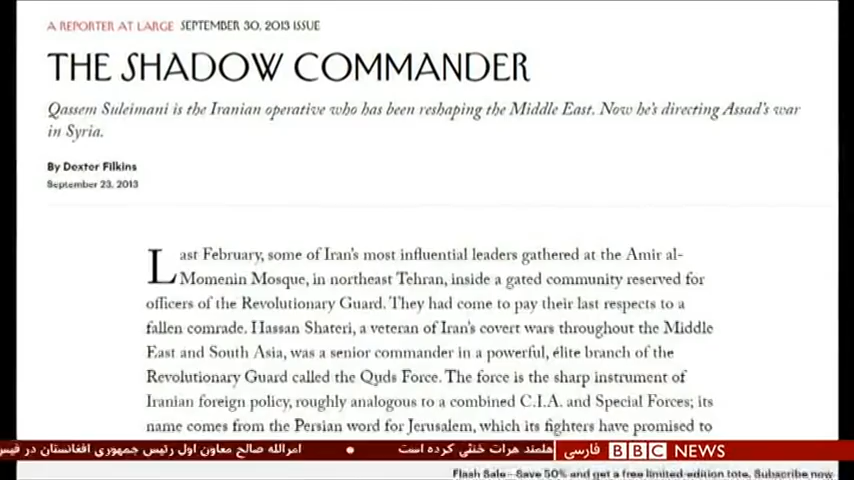 A REPORTER AT LARGE SEPTEMBER 30, 2013 ISSUE
THE SHADOW COMMANDER
Qassem Suleimani is the Iranian operative who has been reshaping the Middle East. Now he's directing Assad's war
in Syria.
By Dexter Filkins
September 23, 2013
Last February, some of Iran's most influential leaders gathered at the Amir al-
Momenin Mosque, in northeast Tehran, inside a gated community reserved for
officers of the Revolutionary Guard. They had come to pay their last respects to a
fallen comrade. Hassan Shateri, a veteran of Iran's covert wars throughout the Middle
East and South Asia, was a senior commander in a powerful, élite branch of the
Revolutionary Guard called the Quds Force. The force is the sharp instrument of
Iranian foreign policy, roughly analogous to a combined C.I.A. and Special Forces; its
name comes from the Persian word for Jerusalem, which its fighters have promised to
هلمند هرات خنثی کرده است • امرالله صالح معاون اول رئیس جمهوری افغانستان در فیس
فارسی BBC NEWS
Flash Sale - Save 50% and get a free limited-edition tote. Subscribe now